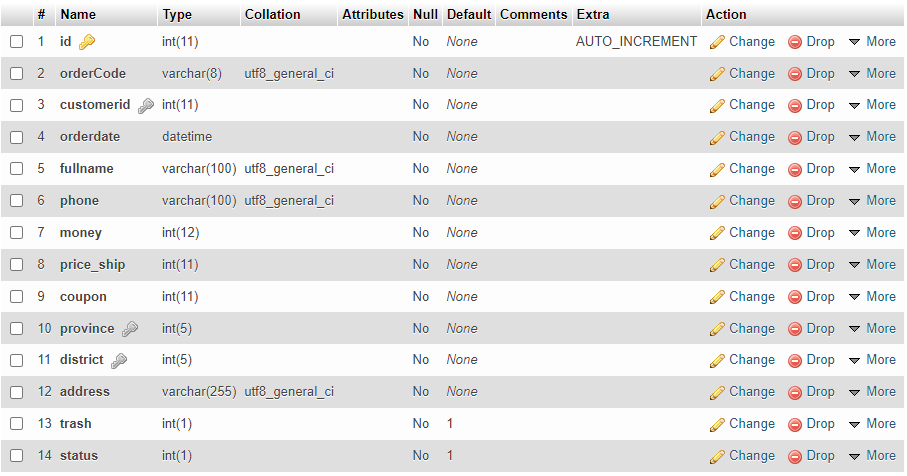 # Name Type Collation Attributes Null Default Comments Extra Action
1 id int(11) No None AUTO_INCREMENT Change Drop More
2 orderCode varchar(8) utf8_general_ci No None Change Drop More
3 customerid int(11) No None Change Drop More
4 orderdate datetime No None Change Drop More
5 fullname varchar(100) utf8_general_ci No None Change Drop More
6 phone varchar(100) utf8_general_ci No None Change Drop More
7 money int(12) No None Change Drop More
8 price_ship int(11) No None Change Drop More
9 coupon int(11) No None Change Drop More
10 province int(5) No None Change Drop More
11 district int(5) No None Change Drop More
12 address varchar(255) utf8_general_ci No None Change Drop More
13 trash int(1) No 1 Change Drop More
14 status int(1) No 1 Change Drop More